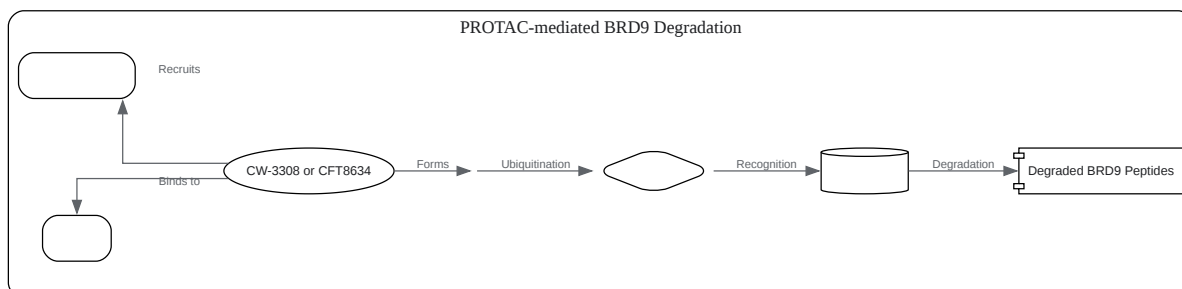 PROTAC-mediated BRD9 Degradation
Recruits
CW-3308 or CFT8634
Forms
Ubiquitination
Recognition
Degradation
Degraded BRD9 Peptides
Binds to